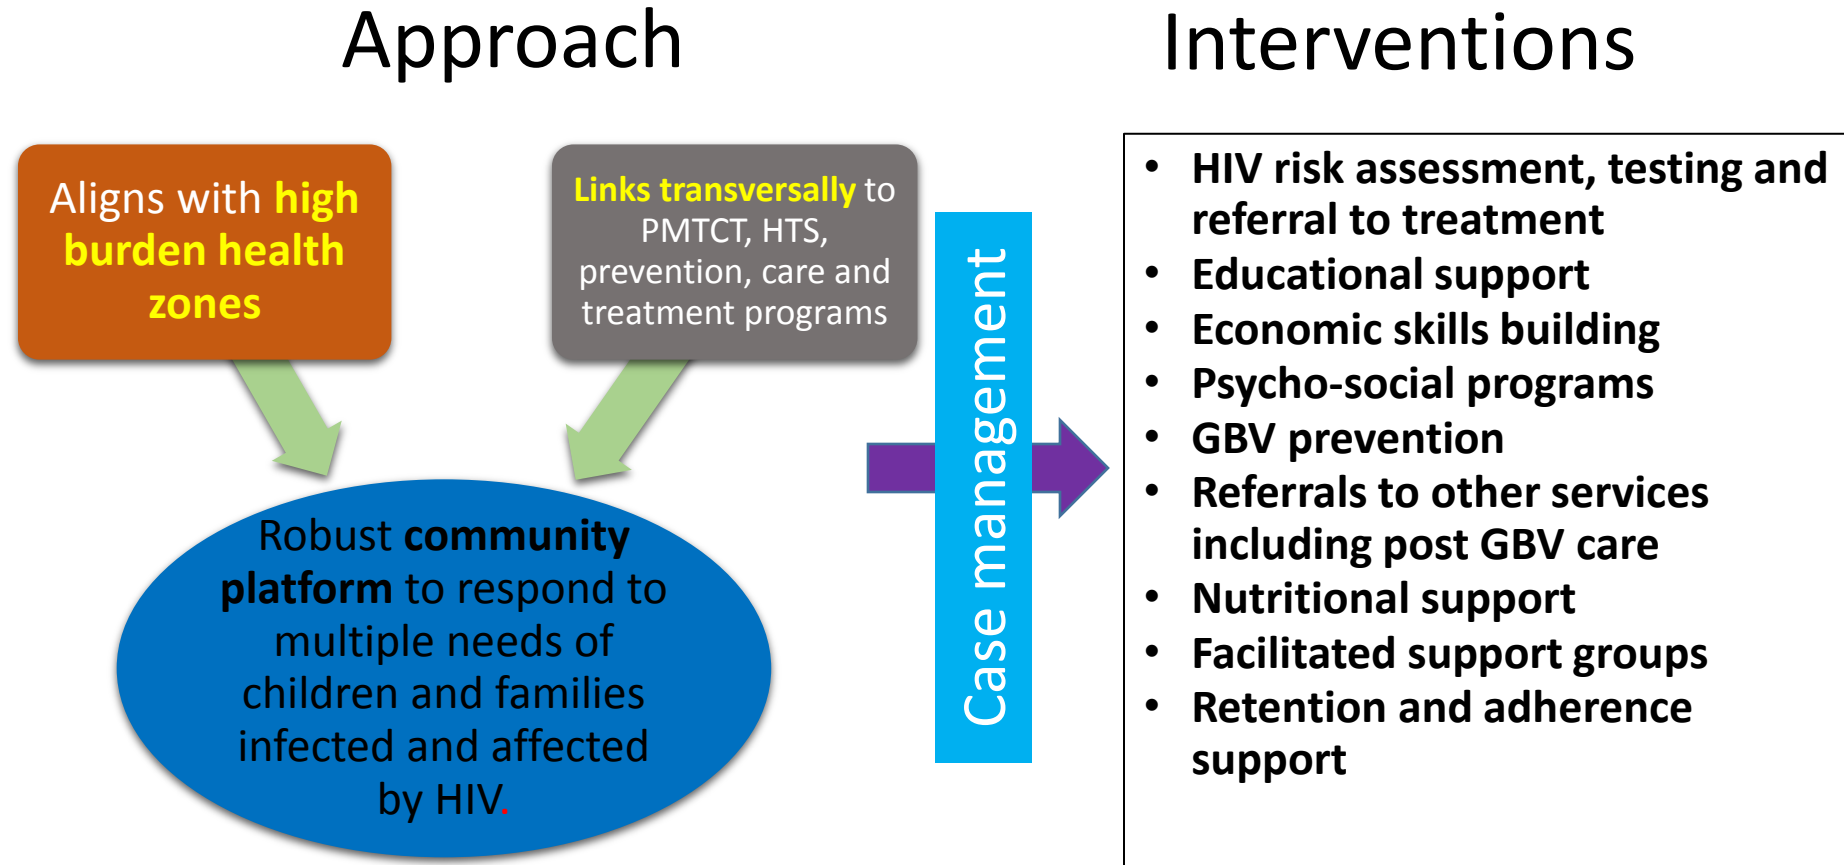 Approach
Interventions
Aligns with high
burden health
zones
Links transversally to
PMTCT, HTS,
prevention, care and
treatment programs
Robust community
platform to respond to
multiple needs of
children and families
infected and affected
by HIV.
Case management
• HIV risk assessment, testing and
referral to treatment
• Educational support
• Economic skills building
• Psycho-social programs
• GBV prevention
• Referrals to other services
including post GBV care
• Nutritional support
• Facilitated support groups
• Retention and adherence
support